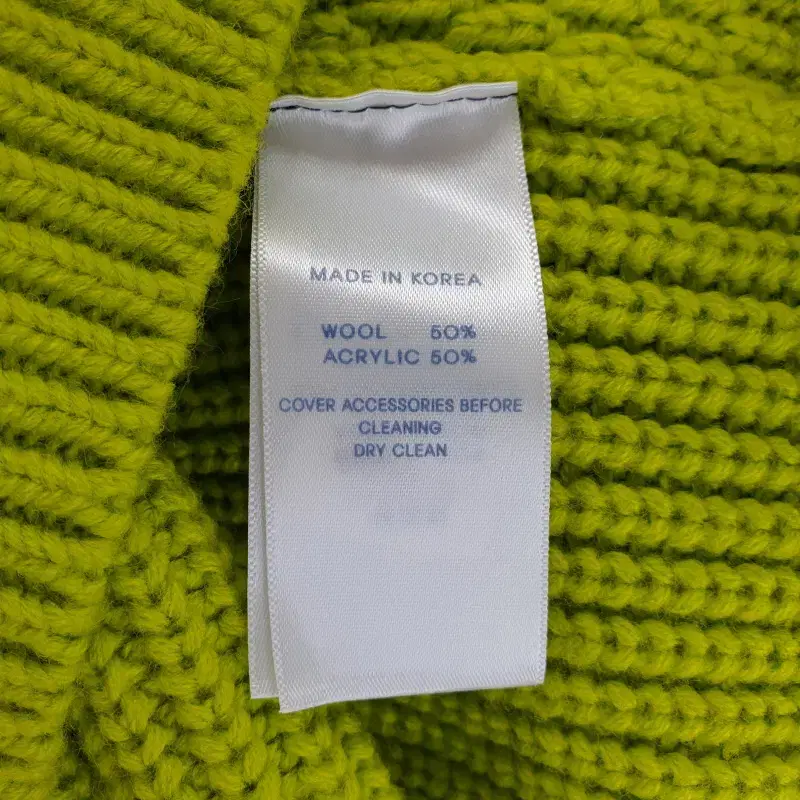 MADE IN KOREA
WOOL 50%
ACRYLIC 50%
COVER ACCESSORIES BEFORE
CLEANING
DRY CLEAN